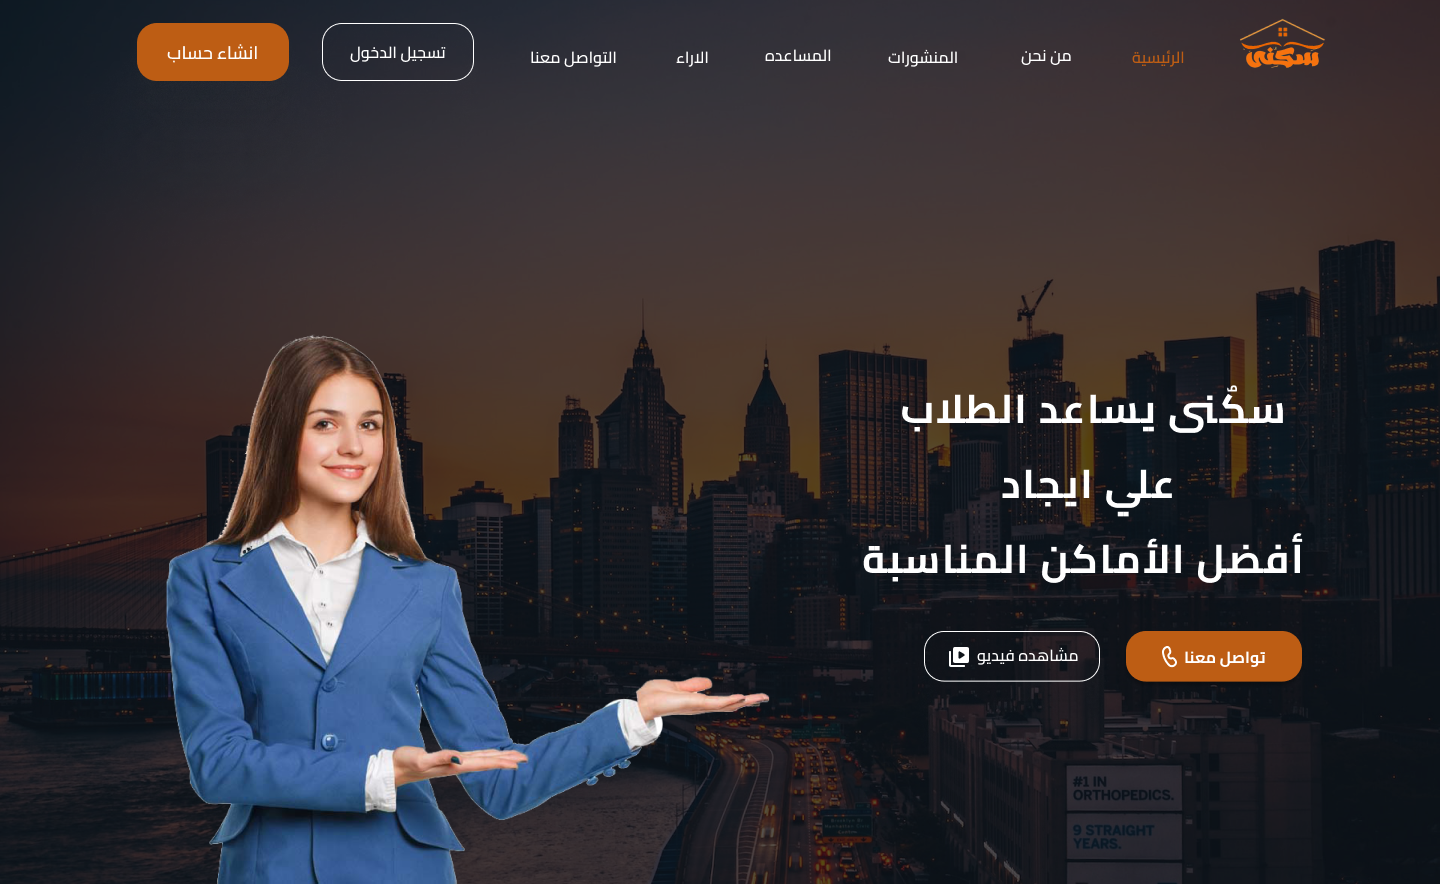 سكنى
الرئيسية
من نحن
المنشورات
المساعده
الاراء
التواصل معنا
تسجيل الدخول
انشاء حساب
سكُنى يساعد الطلاب
علي ايجاد
أفضل الأماكن المناسبة
تواصل معنا
مشاهده فيديو
#1 IN
ORTHOPEDICS.
9 STRAIGHT
YEARS.